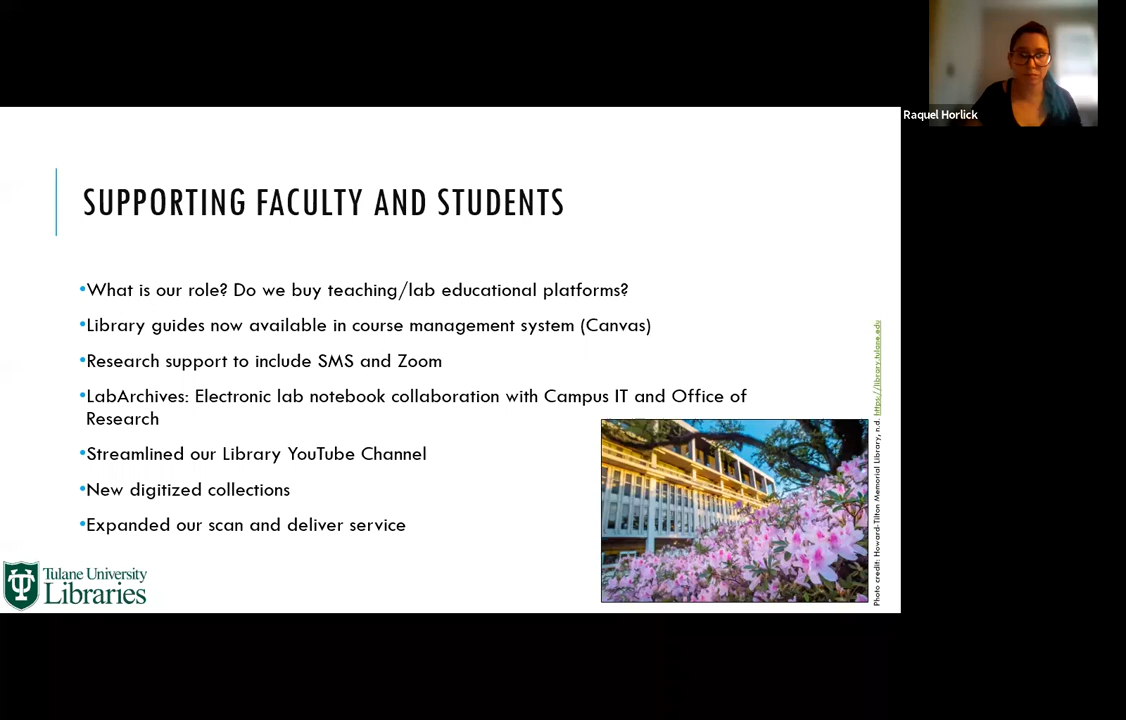 Raquel Horlick
SUPPORTING FACULTY AND STUDENTS
•What is our role? Do we buy teaching/lab educational platforms?
•Library guides now available in course management system (Canvas)
•Research support to include SMS and Zoom
•LabArchives: Electronic lab notebook collaboration with Campus IT and Office of
Research
•Streamlined our Library YouTube Channel
•New digitized collections
•Expanded our scan and deliver service
Photo credit: Howard-Tilton Memorial Library, n.d. https://library.tulane.edu
Tulane University
Libraries